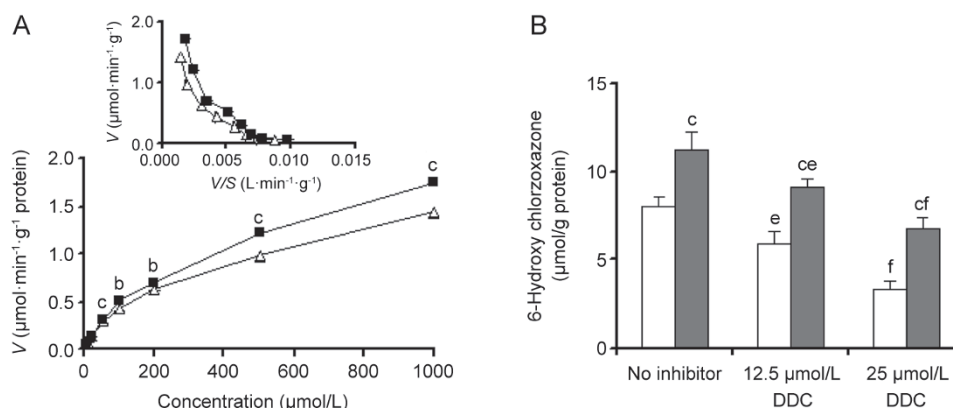 A
V (µmol·min⁻¹·g⁻¹)
2.0
1.0
0.0
0.000 0.005 0.010 0.015
V/S (L·min⁻¹·g⁻¹)
V (µmol·min⁻¹·g⁻¹ protein)
2.0
1.5
1.0
0.5
0.0
c b b c c
0 200 400 600 800 1000
Concentration (µmol/L)
B
6-Hydroxy chlorzoxazone
(µmol/g protein)
15
10
5
0
c
e ce
f cf
No inhibitor 12.5 µmol/L 25 µmol/L
DDC DDC